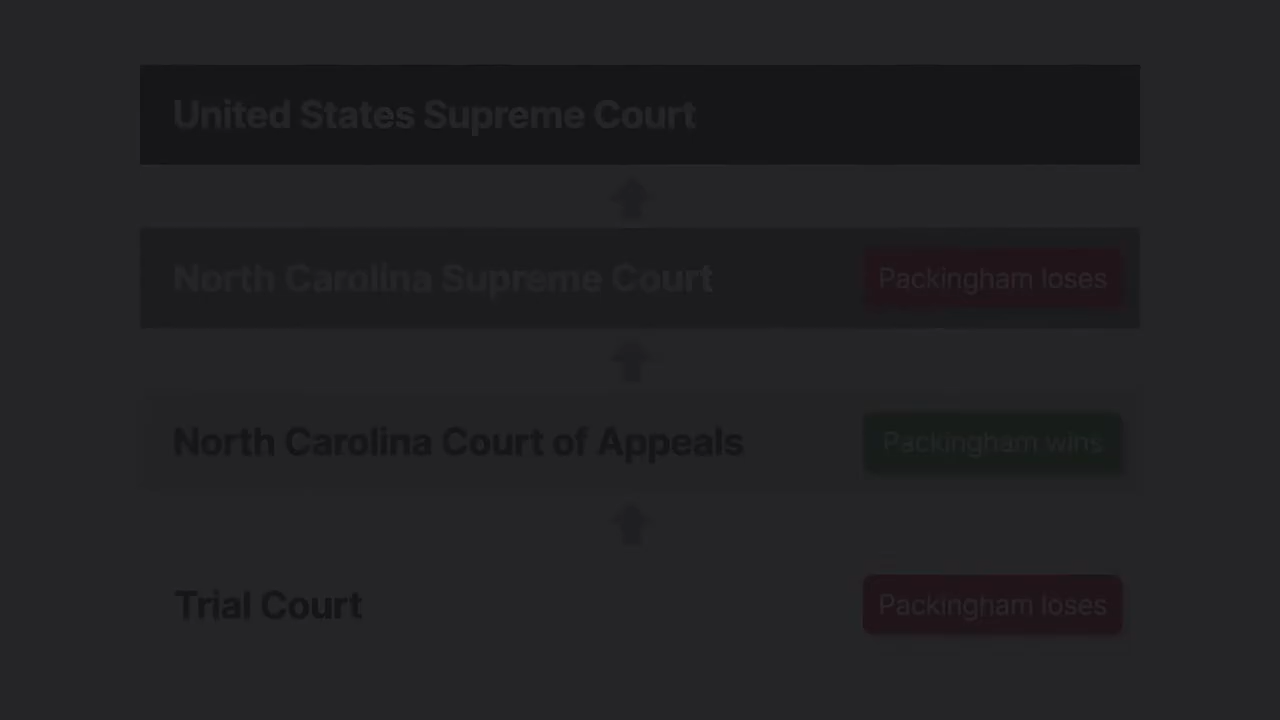 United States Supreme Court
North Carolina Supreme Court
Packingham loses
North Carolina Court of Appeals
Packingham wins
Trial Court
Packingham loses